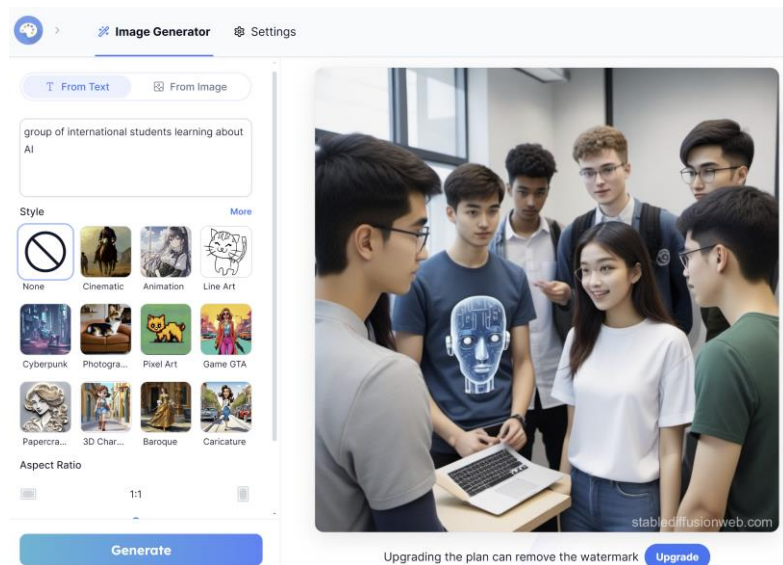 Image Generator
Settings
From Text
From Image
group of international students learning about
AI
Style
More
None
Cinematic
Animation
Line Art
Cyberpunk
Photogra...
Pixel Art
Game GTA
Papercra...
3D Char...
Baroque
Caricature
Aspect Ratio
1:1
Generate
stablediffusionweb.com
Upgrading the plan can remove the watermark
Upgrade